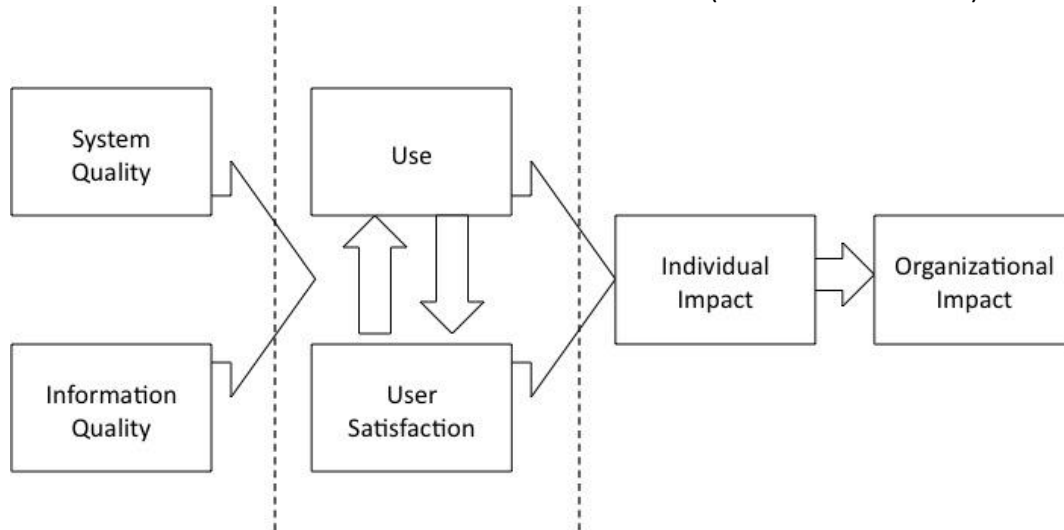 System
Quality
Use
Information
Quality
User
Satisfaction
Individual
Impact
Organizational
Impact